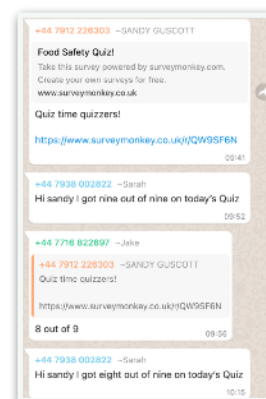 +44 7912 226303 ~SANDY GUSCOTT
Food Safety Quiz!
Take this survey powered by surveymonkey.com.
Create your own surveys for free.
www.surveymonkey.co.uk
Quiz time quizzers!
https://www.surveymonkey.co.uk/r/QW9SF6N
09:41
+44 7938 002822 ~Sarah
Hi sandy I got nine out of nine on today's Quiz
09:52
+44 7716 822697 ~Jake
+44 7912 226303 ~SANDY GUSCOTT
Quiz time quizzers!
https://www.surveymonkey.co.uk/r/QW9SF6N
8 out of 9
09:56
+44 7938 002822 ~Sarah
Hi sandy I got eight out of nine on today's Quiz
10:15